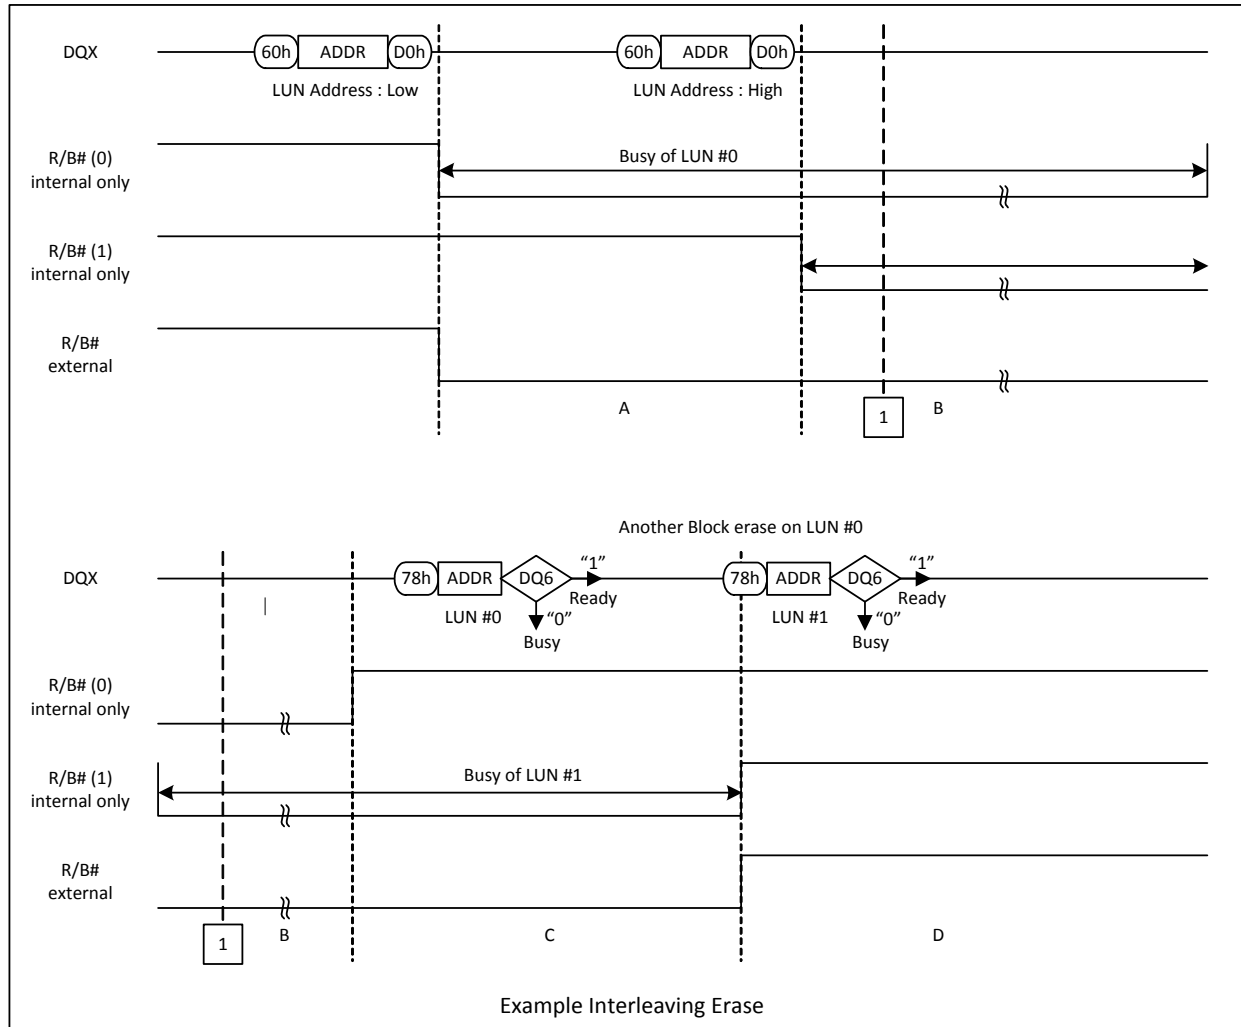 DQX 60h ADDR D0h 60h ADDR D0h
LUN Address : Low LUN Address : High
R/B# (0)
internal only
Busy of LUN #0
R/B# (1)
internal only
R/B#
external
A
1
B
Another Block erase on LUN #0
DQX 78h ADDR DQ6 "1" 78h ADDR DQ6 "1"
Ready Ready
LUN #0 "0" LUN #1 "0"
Busy Busy
R/B# (0)
internal only
R/B# (1)
internal only
Busy of LUN #1
R/B#
external
1
B
C
D
Example Interleaving Erase